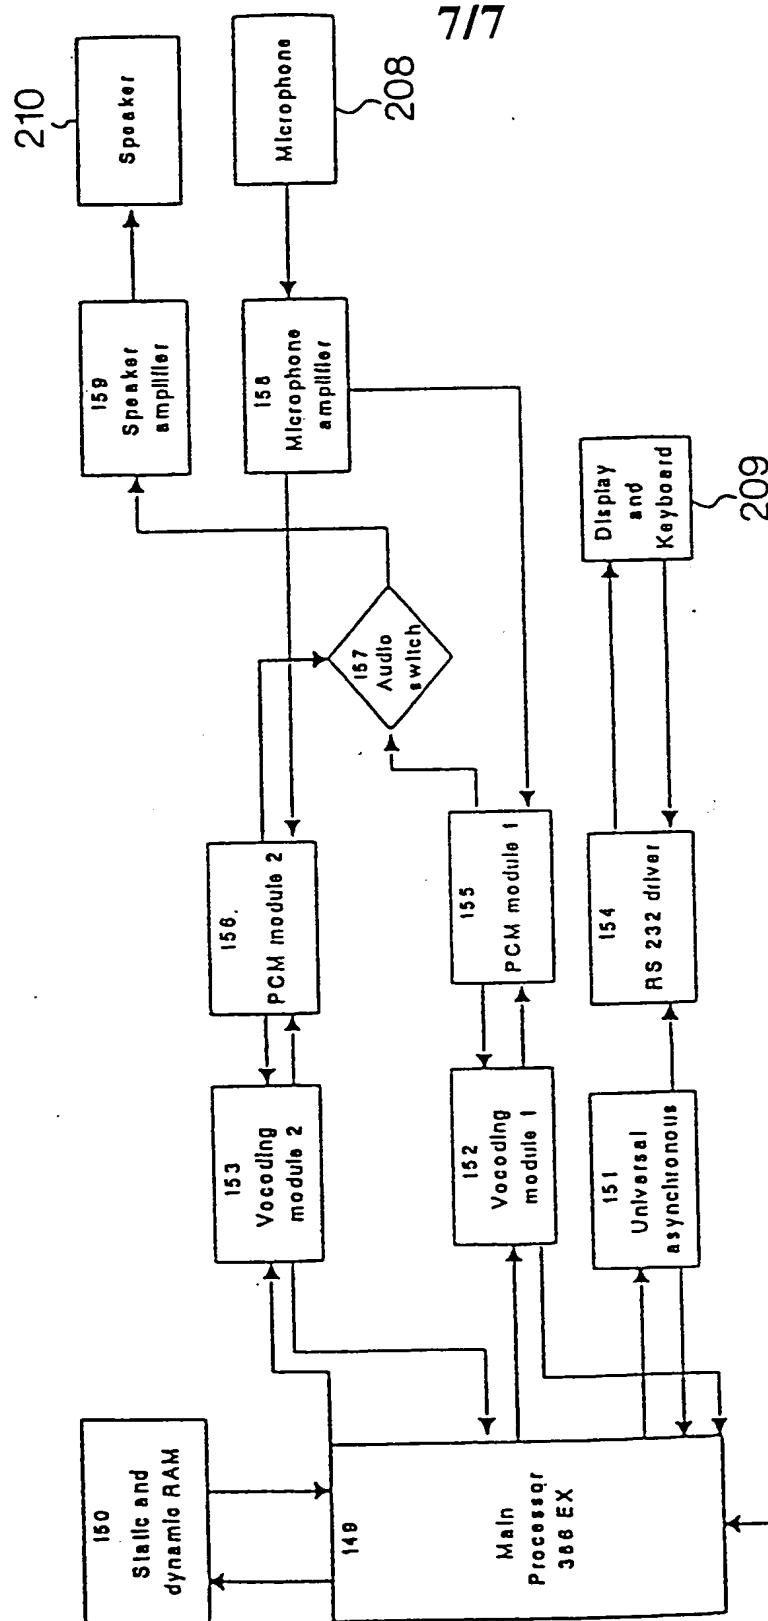 7/7
210
Speaker
Microphone
208
159
Speaker
amplifier
158
Microphone
amplifier
Display
and
Keyboard
209
157
Audio
switch
156.
PCM module 2
155
PCM module 1
154
RS 232 driver
153
Vocoding
module 2
152
Vocoding
module 1
151
Universal
asynchronous
150
Static and
dynamic RAM
149
Main
Processor
386 EX